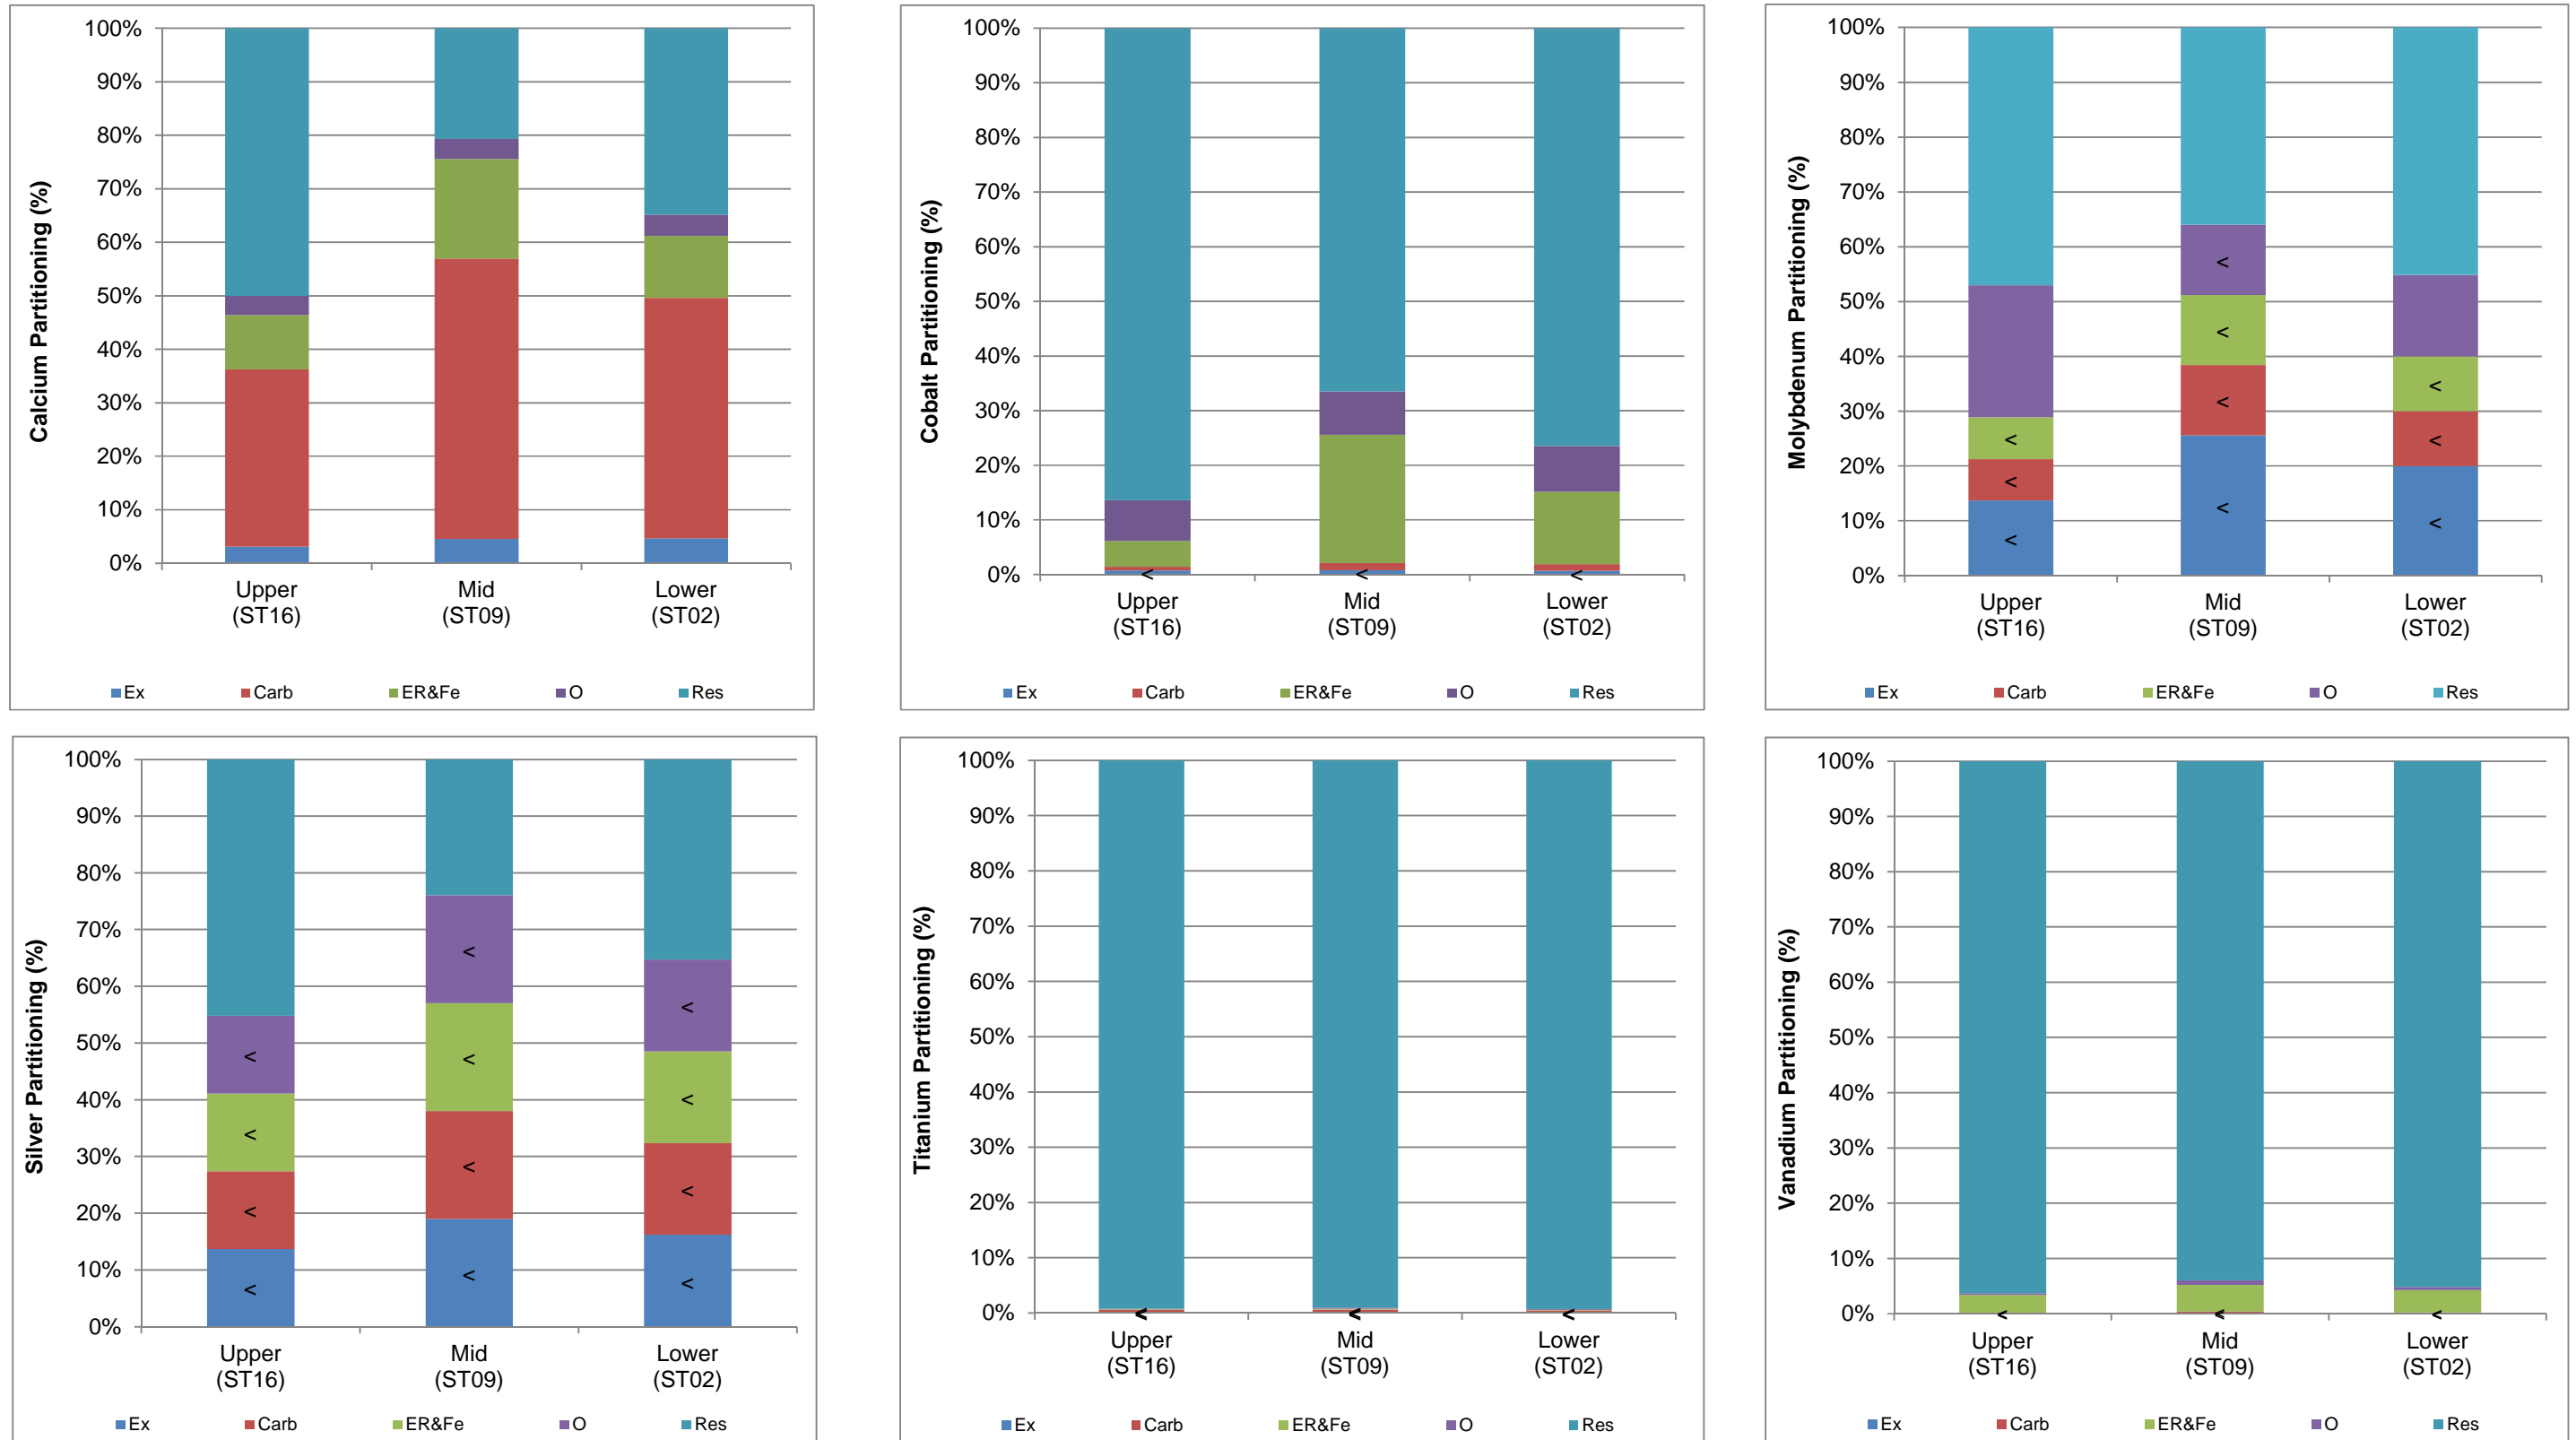 Calcium Partitioning (%)
100%
90%
80%
70%
60%
50%
40%
30%
20%
10%
0%
Upper
(ST16)
Mid
(ST09)
Lower
(ST02)
Ex Carb ER&Fe O Res
Cobalt Partitioning (%)
100%
90%
80%
70%
60%
50%
40%
30%
20%
10%
0%
< < <
Upper
(ST16)
Mid
(ST09)
Lower
(ST02)
Ex Carb ER&Fe O Res
Molybdenum Partitioning (%)
100%
90%
80%
70%
60%
50%
40%
30%
20%
10%
0%
<
<
<
<
<
<
<
<
<
<
Upper
(ST16)
Mid
(ST09)
Lower
(ST02)
Ex Carb ER&Fe O Res
Silver Partitioning (%)
100%
90%
80%
70%
60%
50%
40%
30%
20%
10%
0%
<
<
<
<
<
<
<
<
<
<
<
<
Upper
(ST16)
Mid
(ST09)
Lower
(ST02)
Ex Carb ER&Fe O Res
Titanium Partitioning (%)
100%
90%
80%
70%
60%
50%
40%
30%
20%
10%
0%
< < <
Upper
(ST16)
Mid
(ST09)
Lower
(ST02)
Ex Carb ER&Fe O Res
Vanadium Partitioning (%)
100%
90%
80%
70%
60%
50%
40%
30%
20%
10%
0%
< < <
Upper
(ST16)
Mid
(ST09)
Lower
(ST02)
Ex Carb ER&Fe O Res